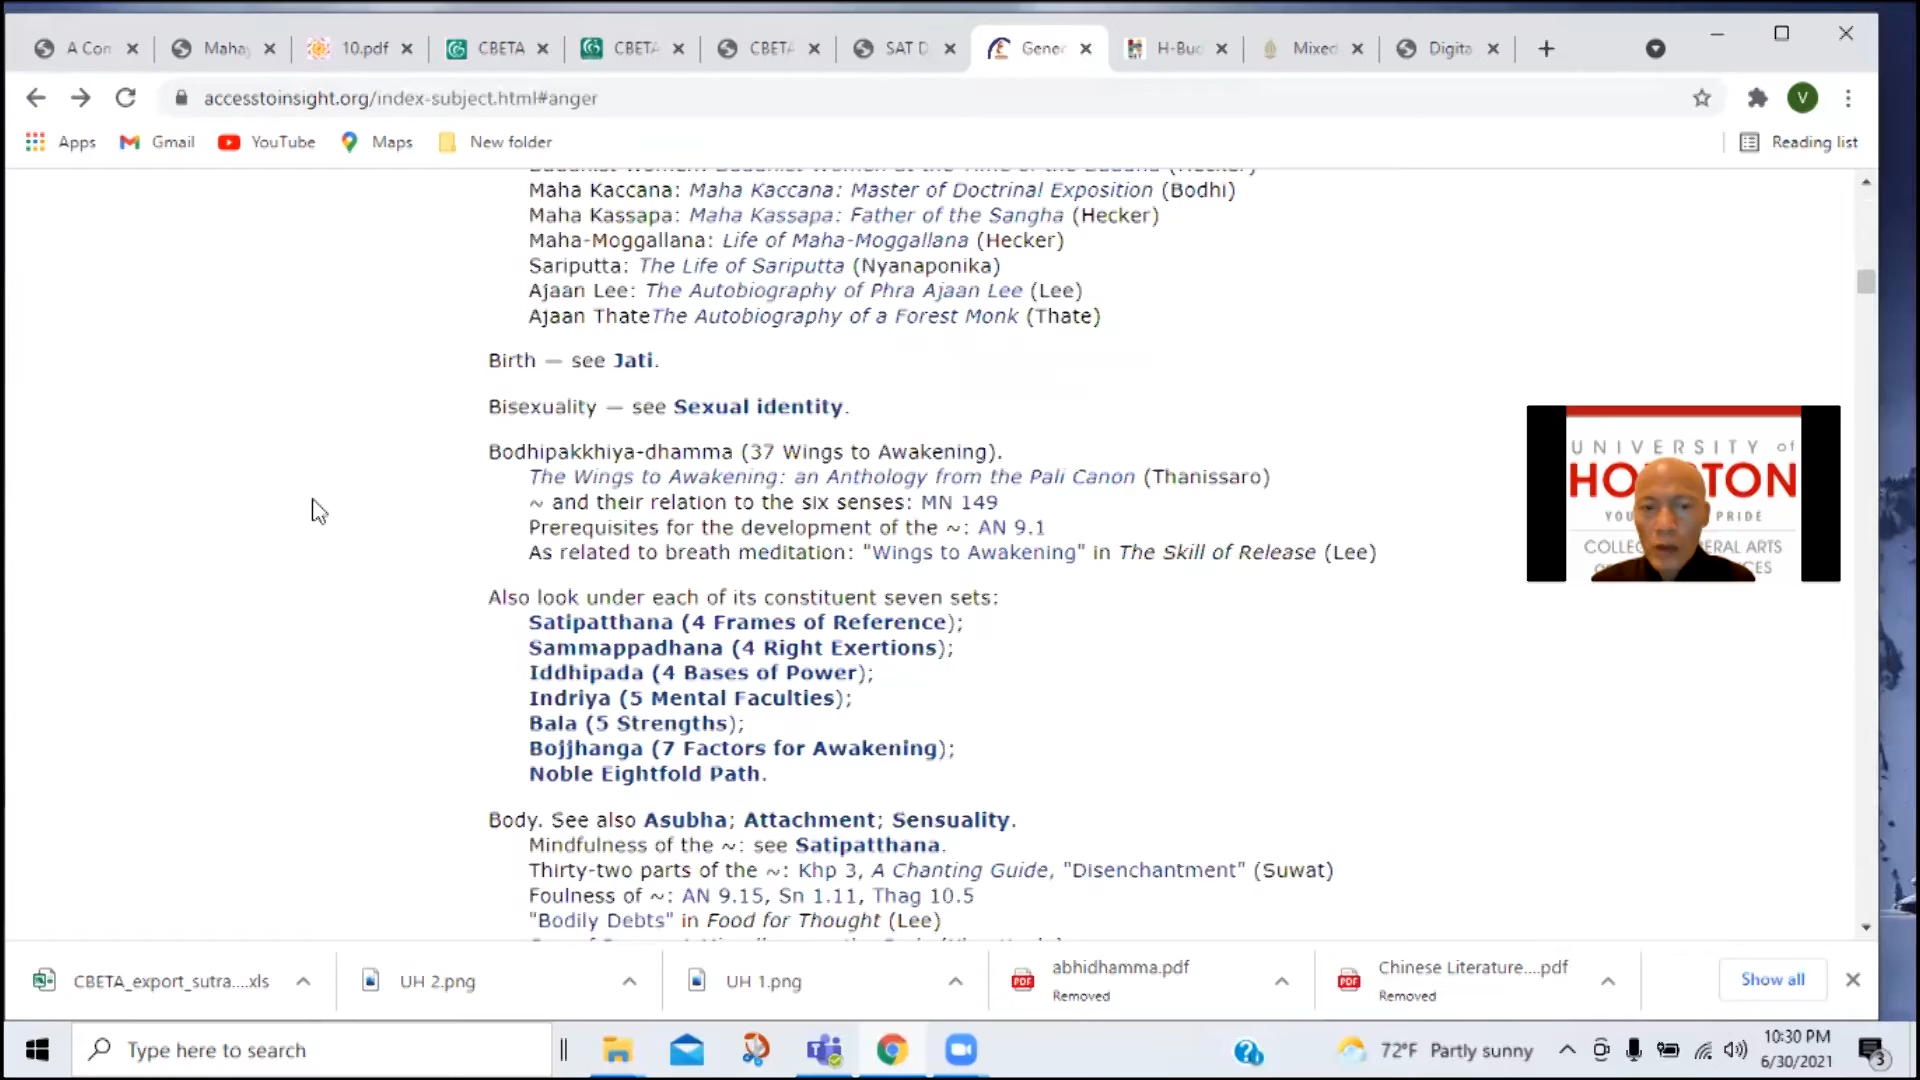 A Con
Maha
10.pdf
CBETA
CBETA
CBETA
SAT D
Gener
H-Bud
Mixed
Digita
accesstoinsight.org/index-subject.html#anger
V
Apps
Gmail
YouTube
Maps
New folder
Reading list
Maha Kaccana: Maha Kaccana: Master of Doctrinal Exposition (Bodhi)
Maha Kassapa: Maha Kassapa: Father of the Sangha (Hecker)
Maha-Moggallana: Life of Maha-Moggallana (Hecker)
Sariputta: The Life of Sariputta (Nyanaponika)
Ajaan Lee: The Autobiography of Phra Ajaan Lee (Lee)
Ajaan ThateThe Autobiography of a Forest Monk (Thate)
Birth — see Jati.
Bisexuality — see Sexual identity.
Bodhipakkhiya-dhamma (37 Wings to Awakening).
The Wings to Awakening: an Anthology from the Pali Canon (Thanissaro)
~ and their relation to the six senses: MN 149
Prerequisites for the development of the ~: AN 9.1
As related to breath meditation: "Wings to Awakening" in The Skill of Release (Lee)
Also look under each of its constituent seven sets:
Satipatthana (4 Frames of Reference);
Sammappadhana (4 Right Exertions);
Iddhipada (4 Bases of Power);
Indriya (5 Mental Faculties);
Bala (5 Strengths);
Bojjhanga (7 Factors for Awakening);
Noble Eightfold Path.
Body. See also Asubha; Attachment; Sensuality.
Mindfulness of the ~: see Satipatthana.
Thirty-two parts of the ~: Khp 3, A Chanting Guide, "Disenchantment" (Suwat)
Foulness of ~: AN 9.15, Sn 1.11, Thag 10.5
"Bodily Debts" in Food for Thought (Lee)
UNIVERSITY of
HO TON
YOU PRIDE
COLLEG ERAL ARTS
CES
CBETA_export_sutra....xls
UH 2.png
UH 1.png
PDF
abhidhamma.pdf
Removed
PDF
Chinese Literature....pdf
Removed
Show all
Type here to search
72°F Partly sunny
10:30 PM
6/30/2021
3